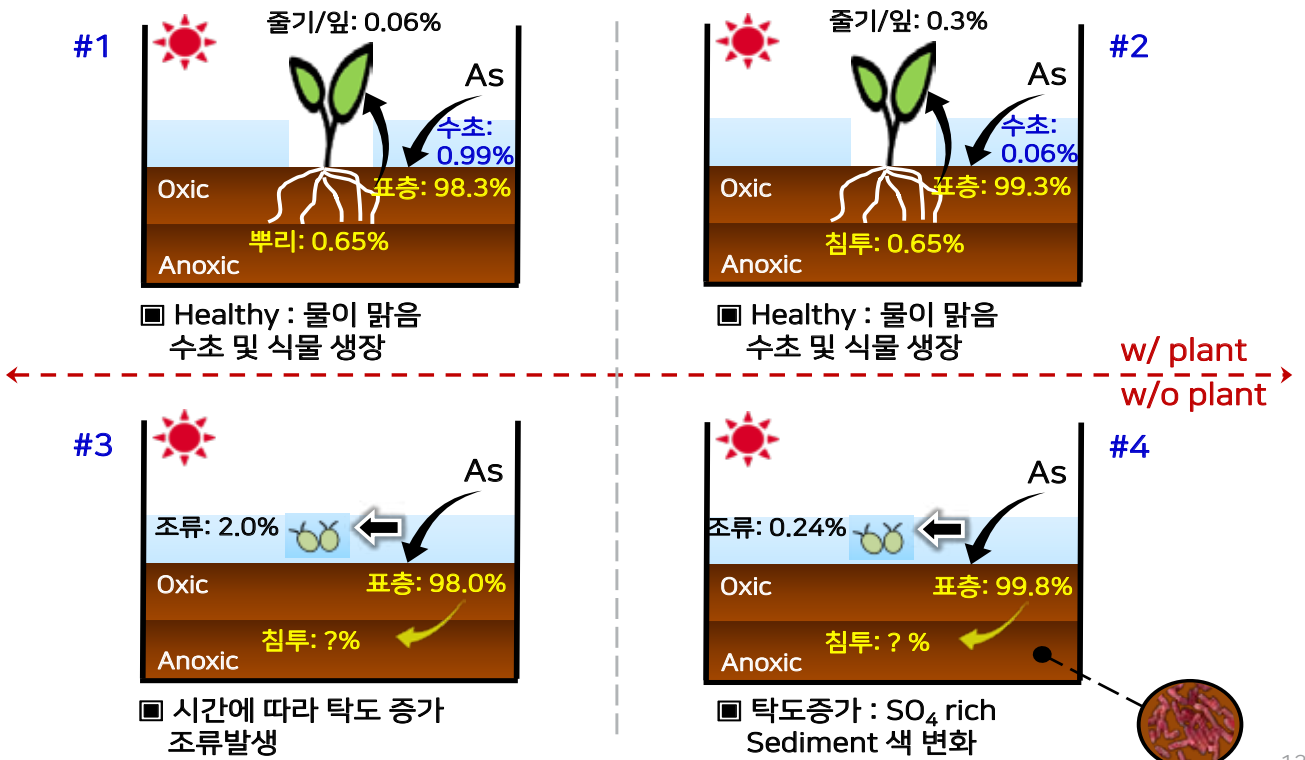 #1
줄기/잎: 0.06%
As
수초:
0.99%
Oxic
표층: 98.3%
뿌리: 0.65%
Anoxic
▣ Healthy : 물이 맑음
수초 및 식물 생장
#2
줄기/잎: 0.3%
As
수초:
0.06%
Oxic
표층: 99.3%
침투: 0.65%
Anoxic
▣ Healthy : 물이 맑음
수초 및 식물 생장
w/ plant
w/o plant
#3
As
조류: 2.0%
Oxic
표층: 98.0%
침투: ?%
Anoxic
▣ 시간에 따라 탁도 증가
조류발생
#4
As
조류: 0.24%
Oxic
표층: 99.8%
침투: ? %
Anoxic
▣ 탁도증가 : SO₄ rich
Sediment 색 변화